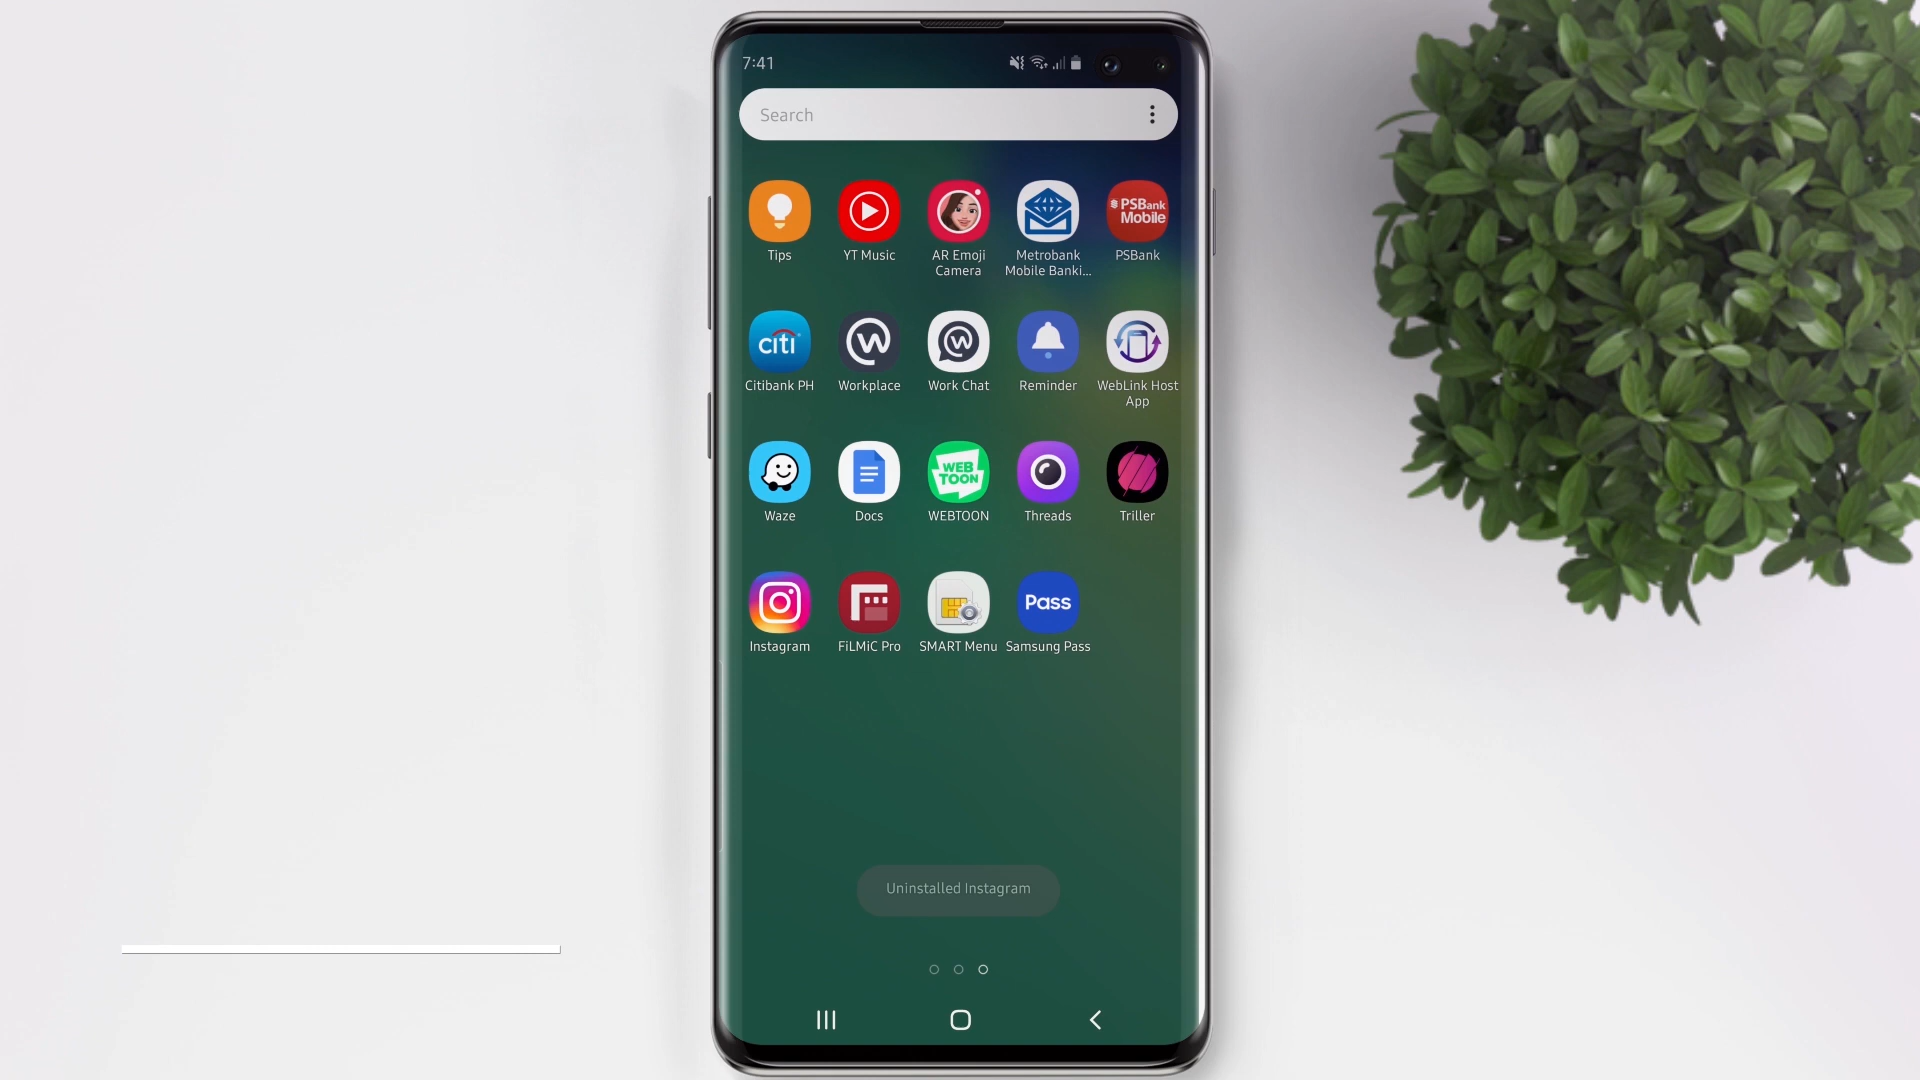 7:41
Search
PSBank
Mobile
Tips
YT Music
AR Emoji
Camera
Metrobank
Mobile Banki...
PSBank
citi
Citibank PH
Workplace
Work Chat
Reminder
WebLink Host
App
WEB
TOON
Waze
Docs
WEBTOON
Threads
Triller
Pass
Instagram
FiLMiC Pro
SMART Menu
Samsung Pass
Uninstalled Instagram